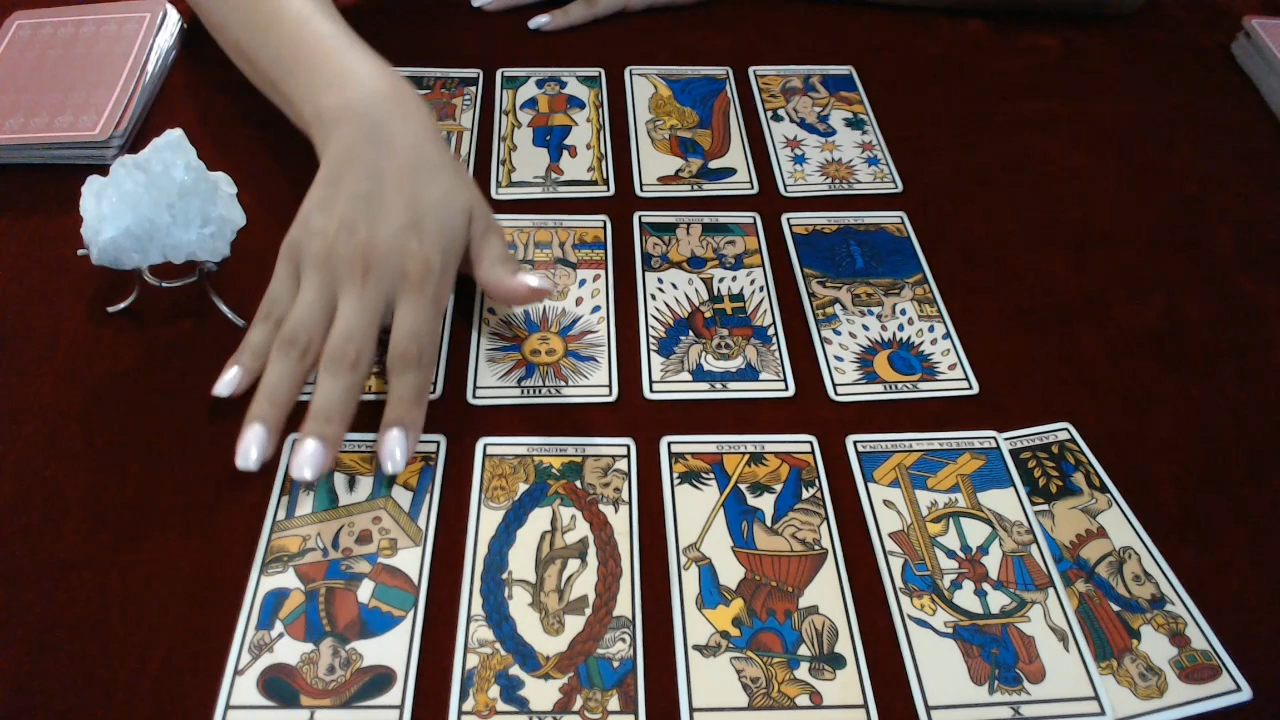 XII
XI
XVII
EL SOL
EL JUICIO
LA LUNA
XVIIII
XX
XVIII
MAGO
EL MUNDO
EL LOCO
LA RUEDA DE LA FORTUNA
CABALLO
I
XXI
X